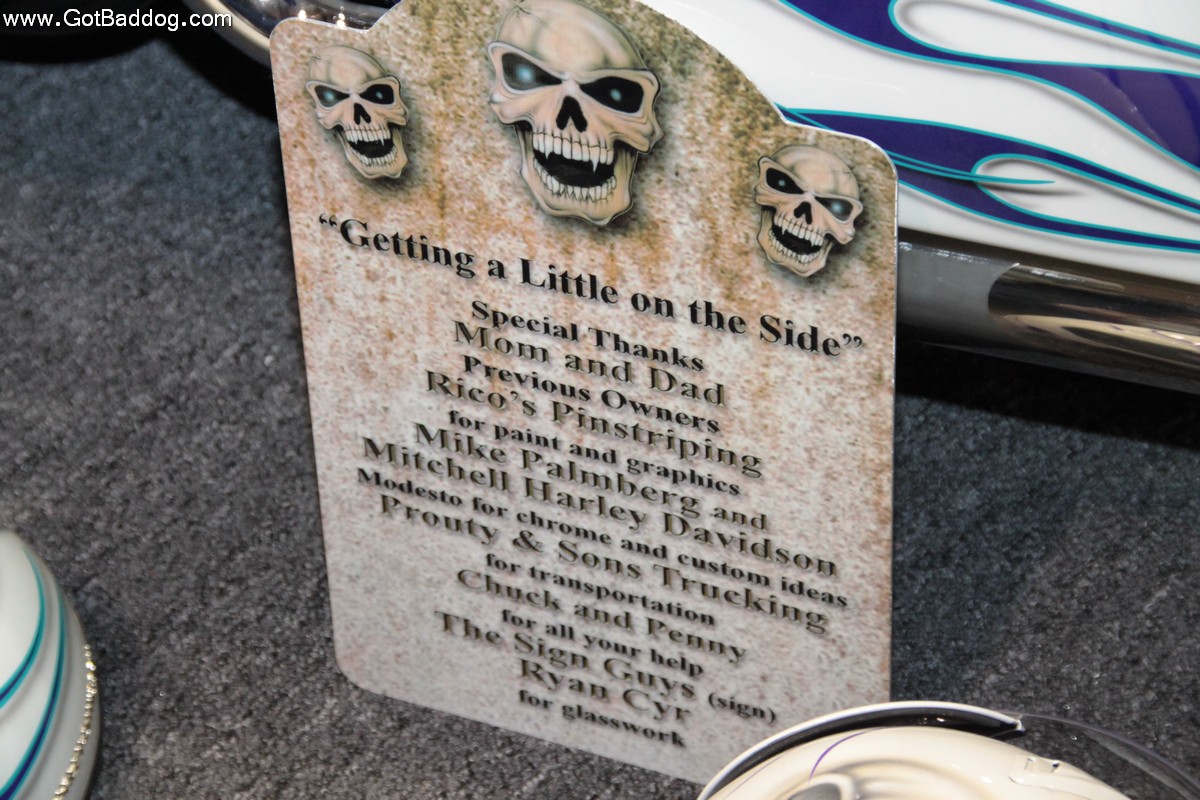 www.GotBaddog.com
“Getting a Little on the Side”
Special Thanks
Mom and Dad
Previous Owners
Rico's Pinstriping
for paint and graphics
Mike Palmberg and
Mitchell Harley Davidson
Modesto for chrome and custom ideas
Prouty & Sons Trucking
for transportation
Chuck and Penny
for all your help
The Sign Guys (sign)
Ryan Cyr
for glasswork